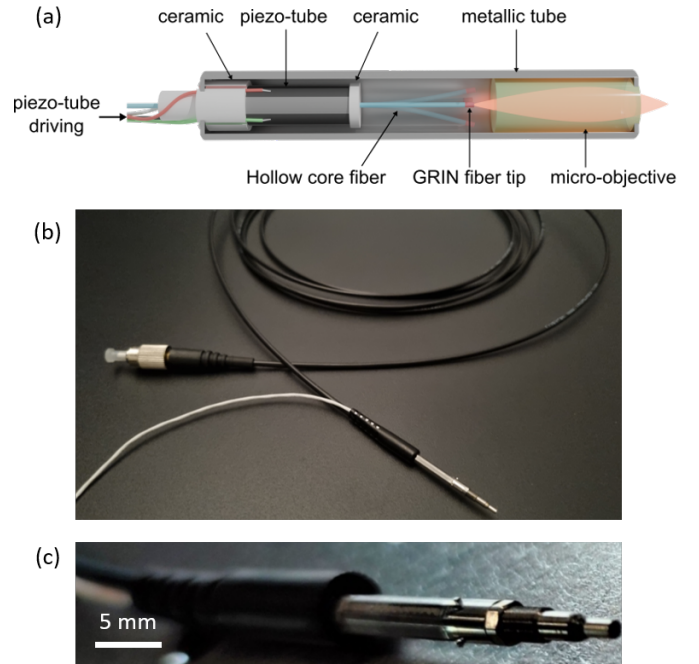 (a)
ceramic piezo-tube ceramic metallic tube
piezo-tube
driving
Hollow core fiber GRIN fiber tip micro-objective
(b)
(c)
5 mm